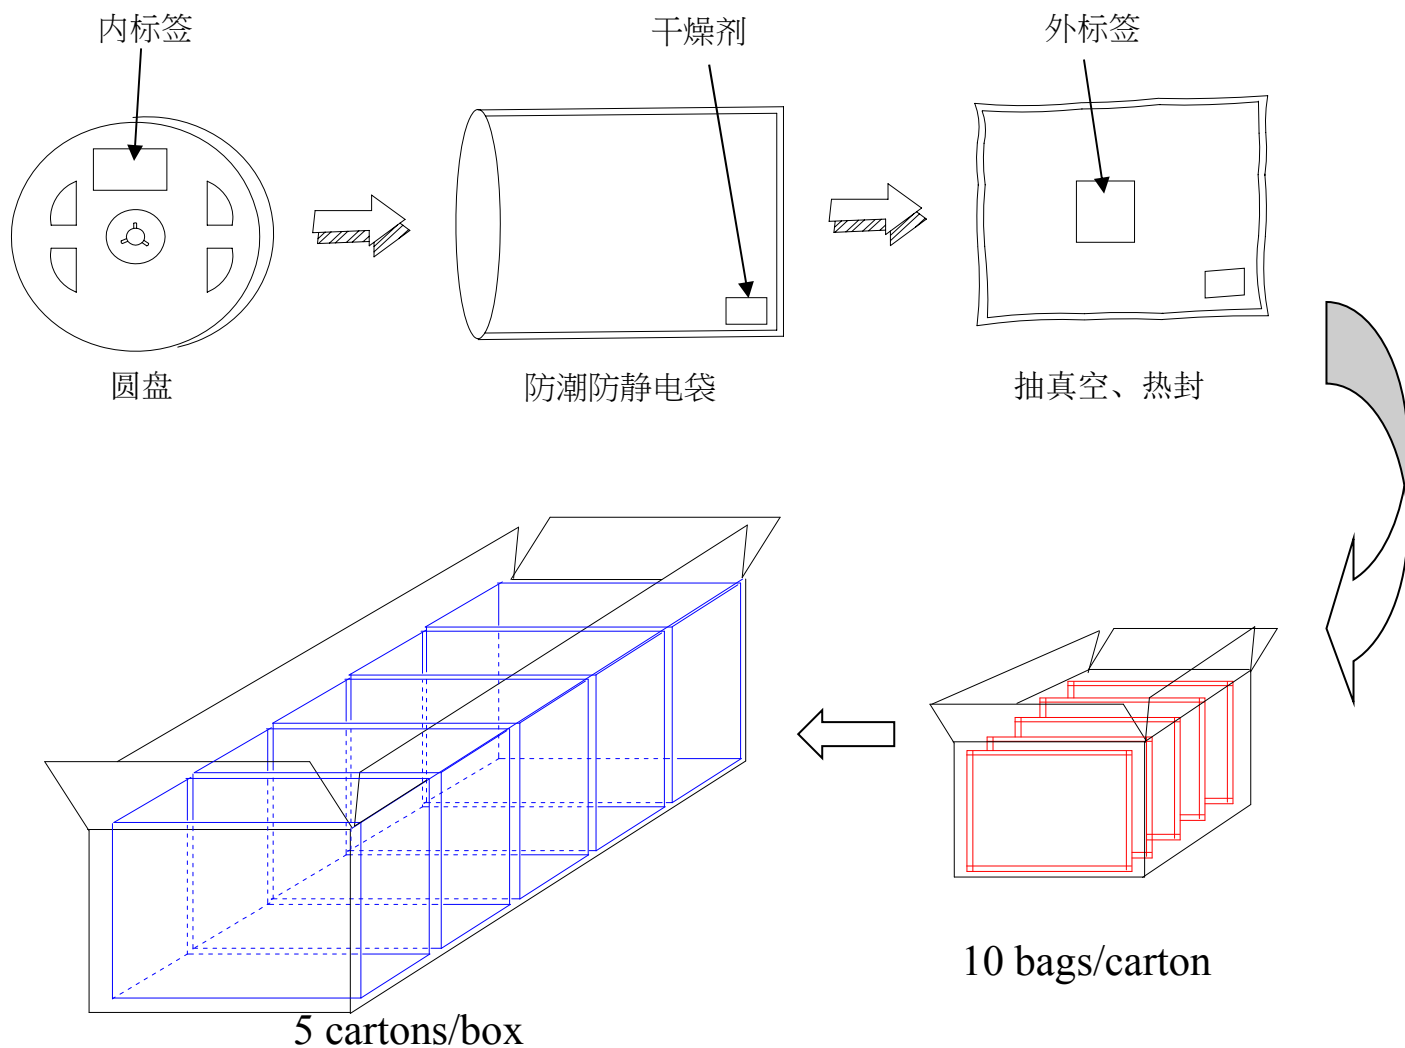 内标签
干燥剂
外标签
圆盘
防潮防静电袋
抽真空、热封
10 bags/carton
5 cartons/box